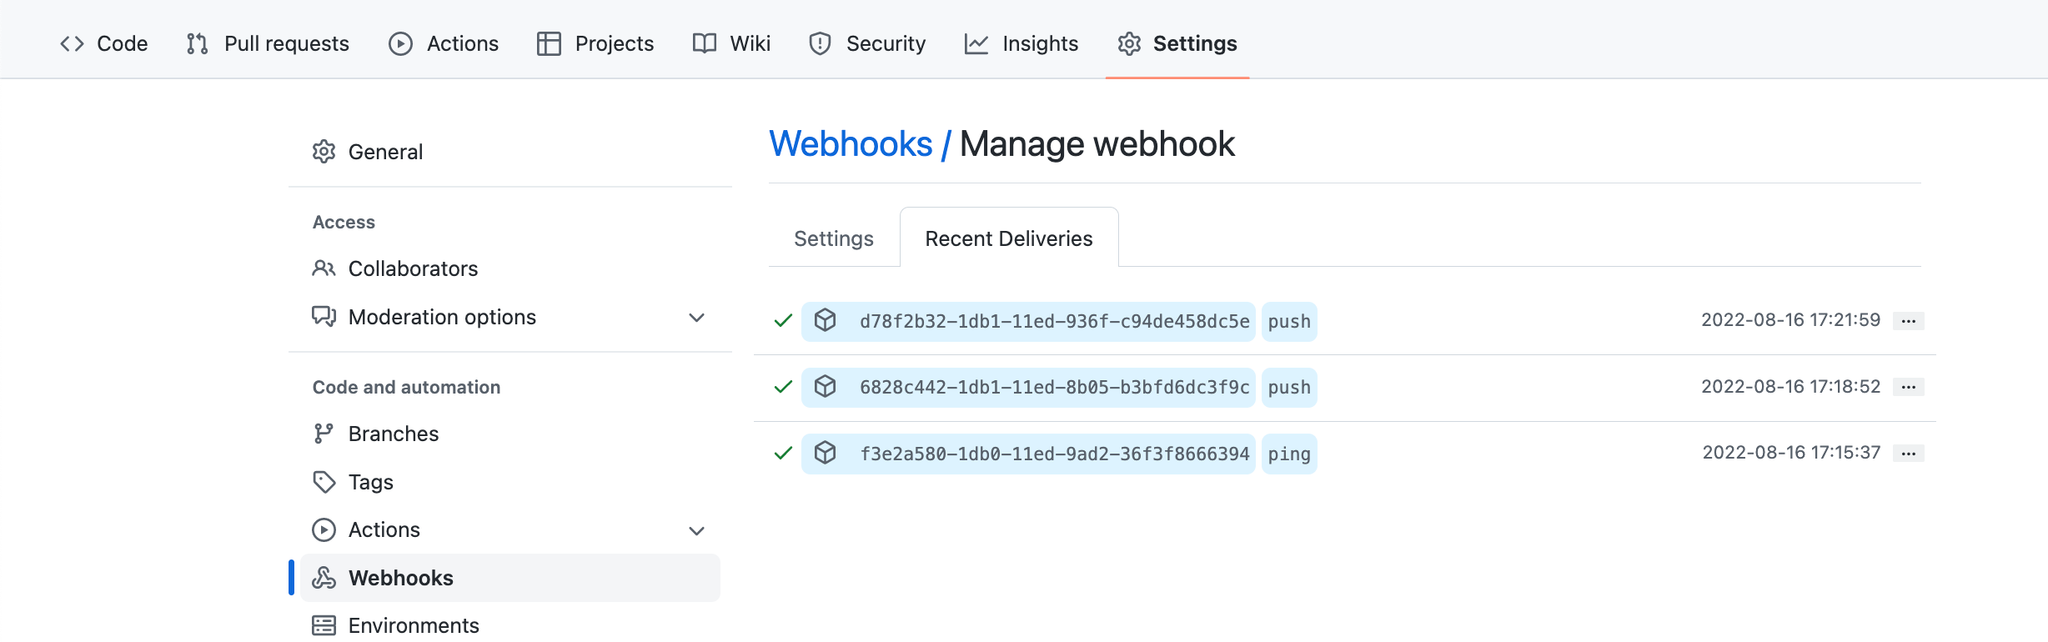 Code Pull requests Actions Projects Wiki Security Insights Settings
General
Access
Collaborators
Moderation options
Code and automation
Branches
Tags
Actions
Webhooks
Environments
Webhooks / Manage webhook
Settings Recent Deliveries
d78f2b32-1db1-11ed-936f-c94de458dc5e push 2022-08-16 17:21:59 ...
6828c442-1db1-11ed-8b05-b3bfd6dc3f9c push 2022-08-16 17:18:52 ...
f3e2a580-1db0-11ed-9ad2-36f3f8666394 ping 2022-08-16 17:15:37 ...